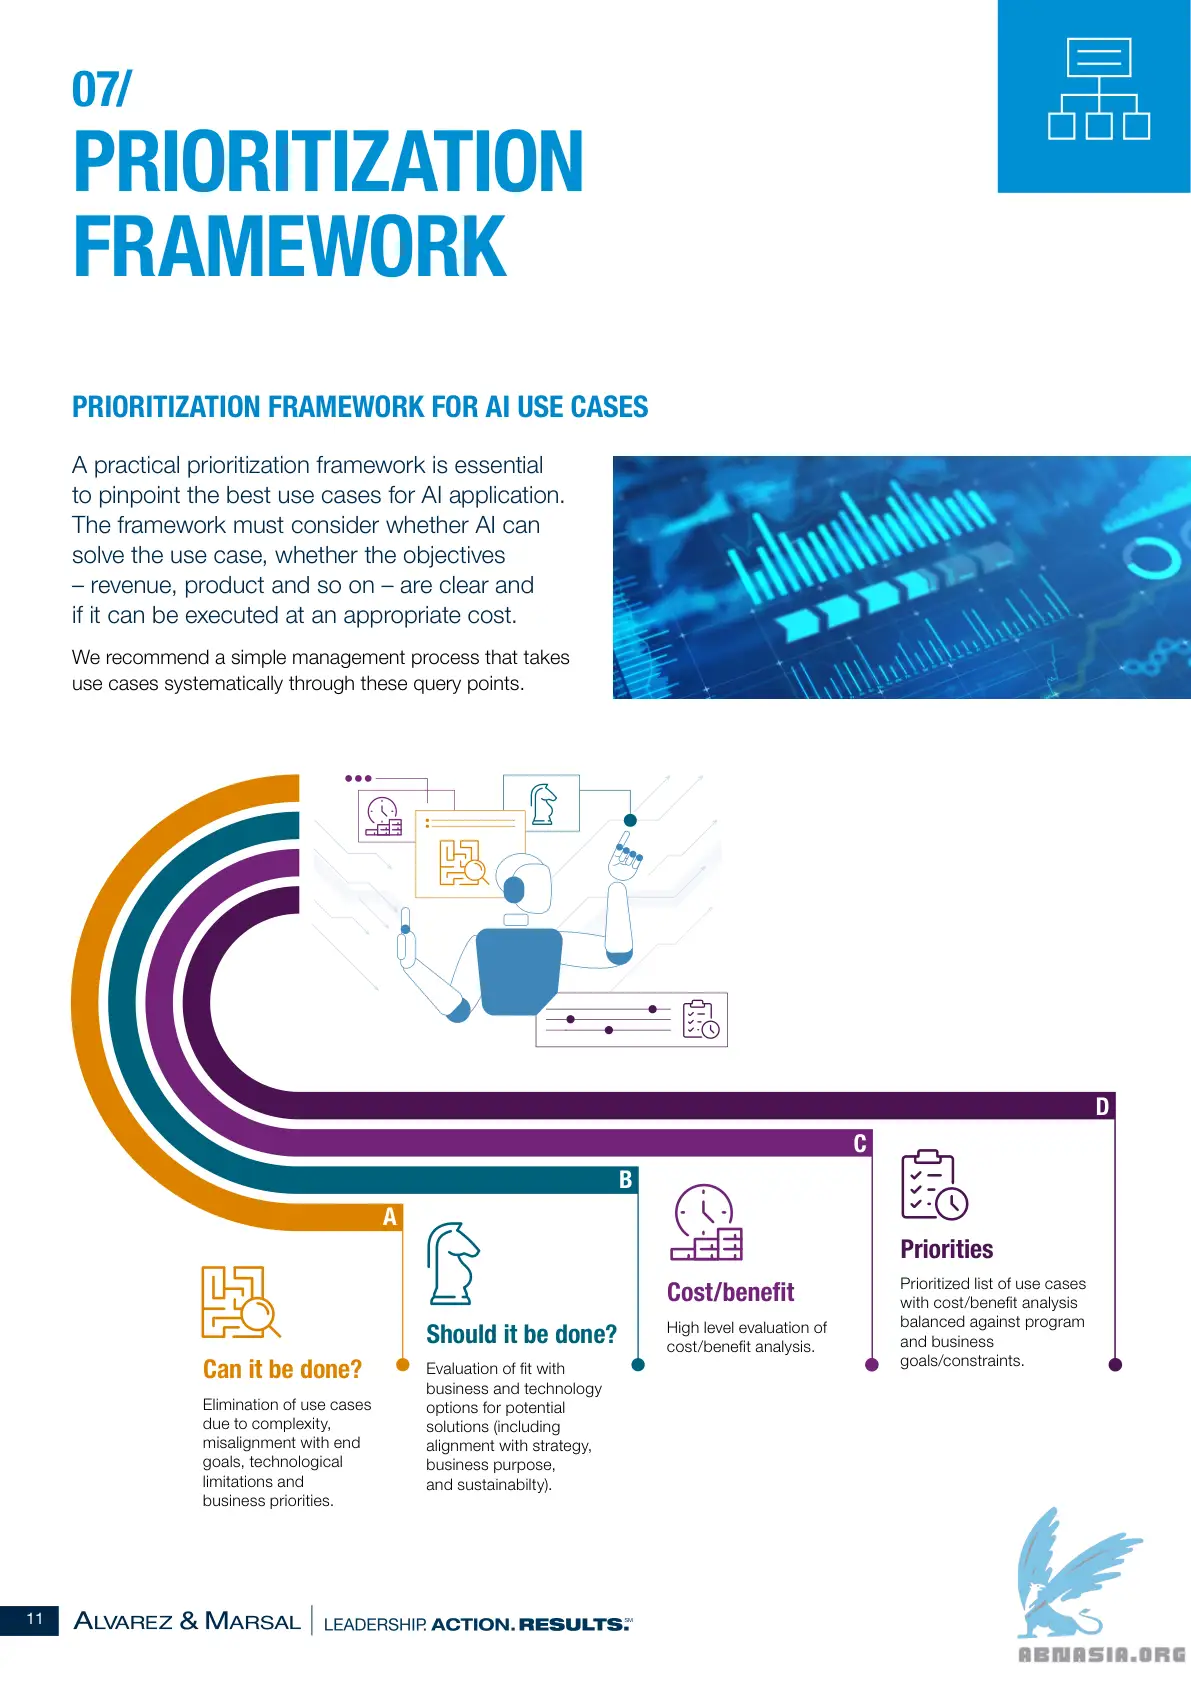 07/
PRIORITIZATION
FRAMEWORK
PRIORITIZATION FRAMEWORK FOR AI USE CASES
A practical prioritization framework is essential
to pinpoint the best use cases for AI application.
The framework must consider whether AI can
solve the use case, whether the objectives
– revenue, product and so on – are clear and
if it can be executed at an appropriate cost.
We recommend a simple management process that takes
use cases systematically through these query points.
A
Can it be done?
Elimination of use cases
due to complexity,
misalignment with end
goals, technological
limitations and
business priorities.
B
Should it be done?
Evaluation of fit with
business and technology
options for potential
solutions (including
alignment with strategy,
business purpose,
and sustainabilty).
C
Cost/benefit
High level evaluation of
cost/benefit analysis.
D
Priorities
Prioritized list of use cases
with cost/benefit analysis
balanced against program
and business
goals/constraints.
11
ALVAREZ & MARSAL
LEADERSHIP. ACTION. RESULTS.℠
ABNASIA.ORG